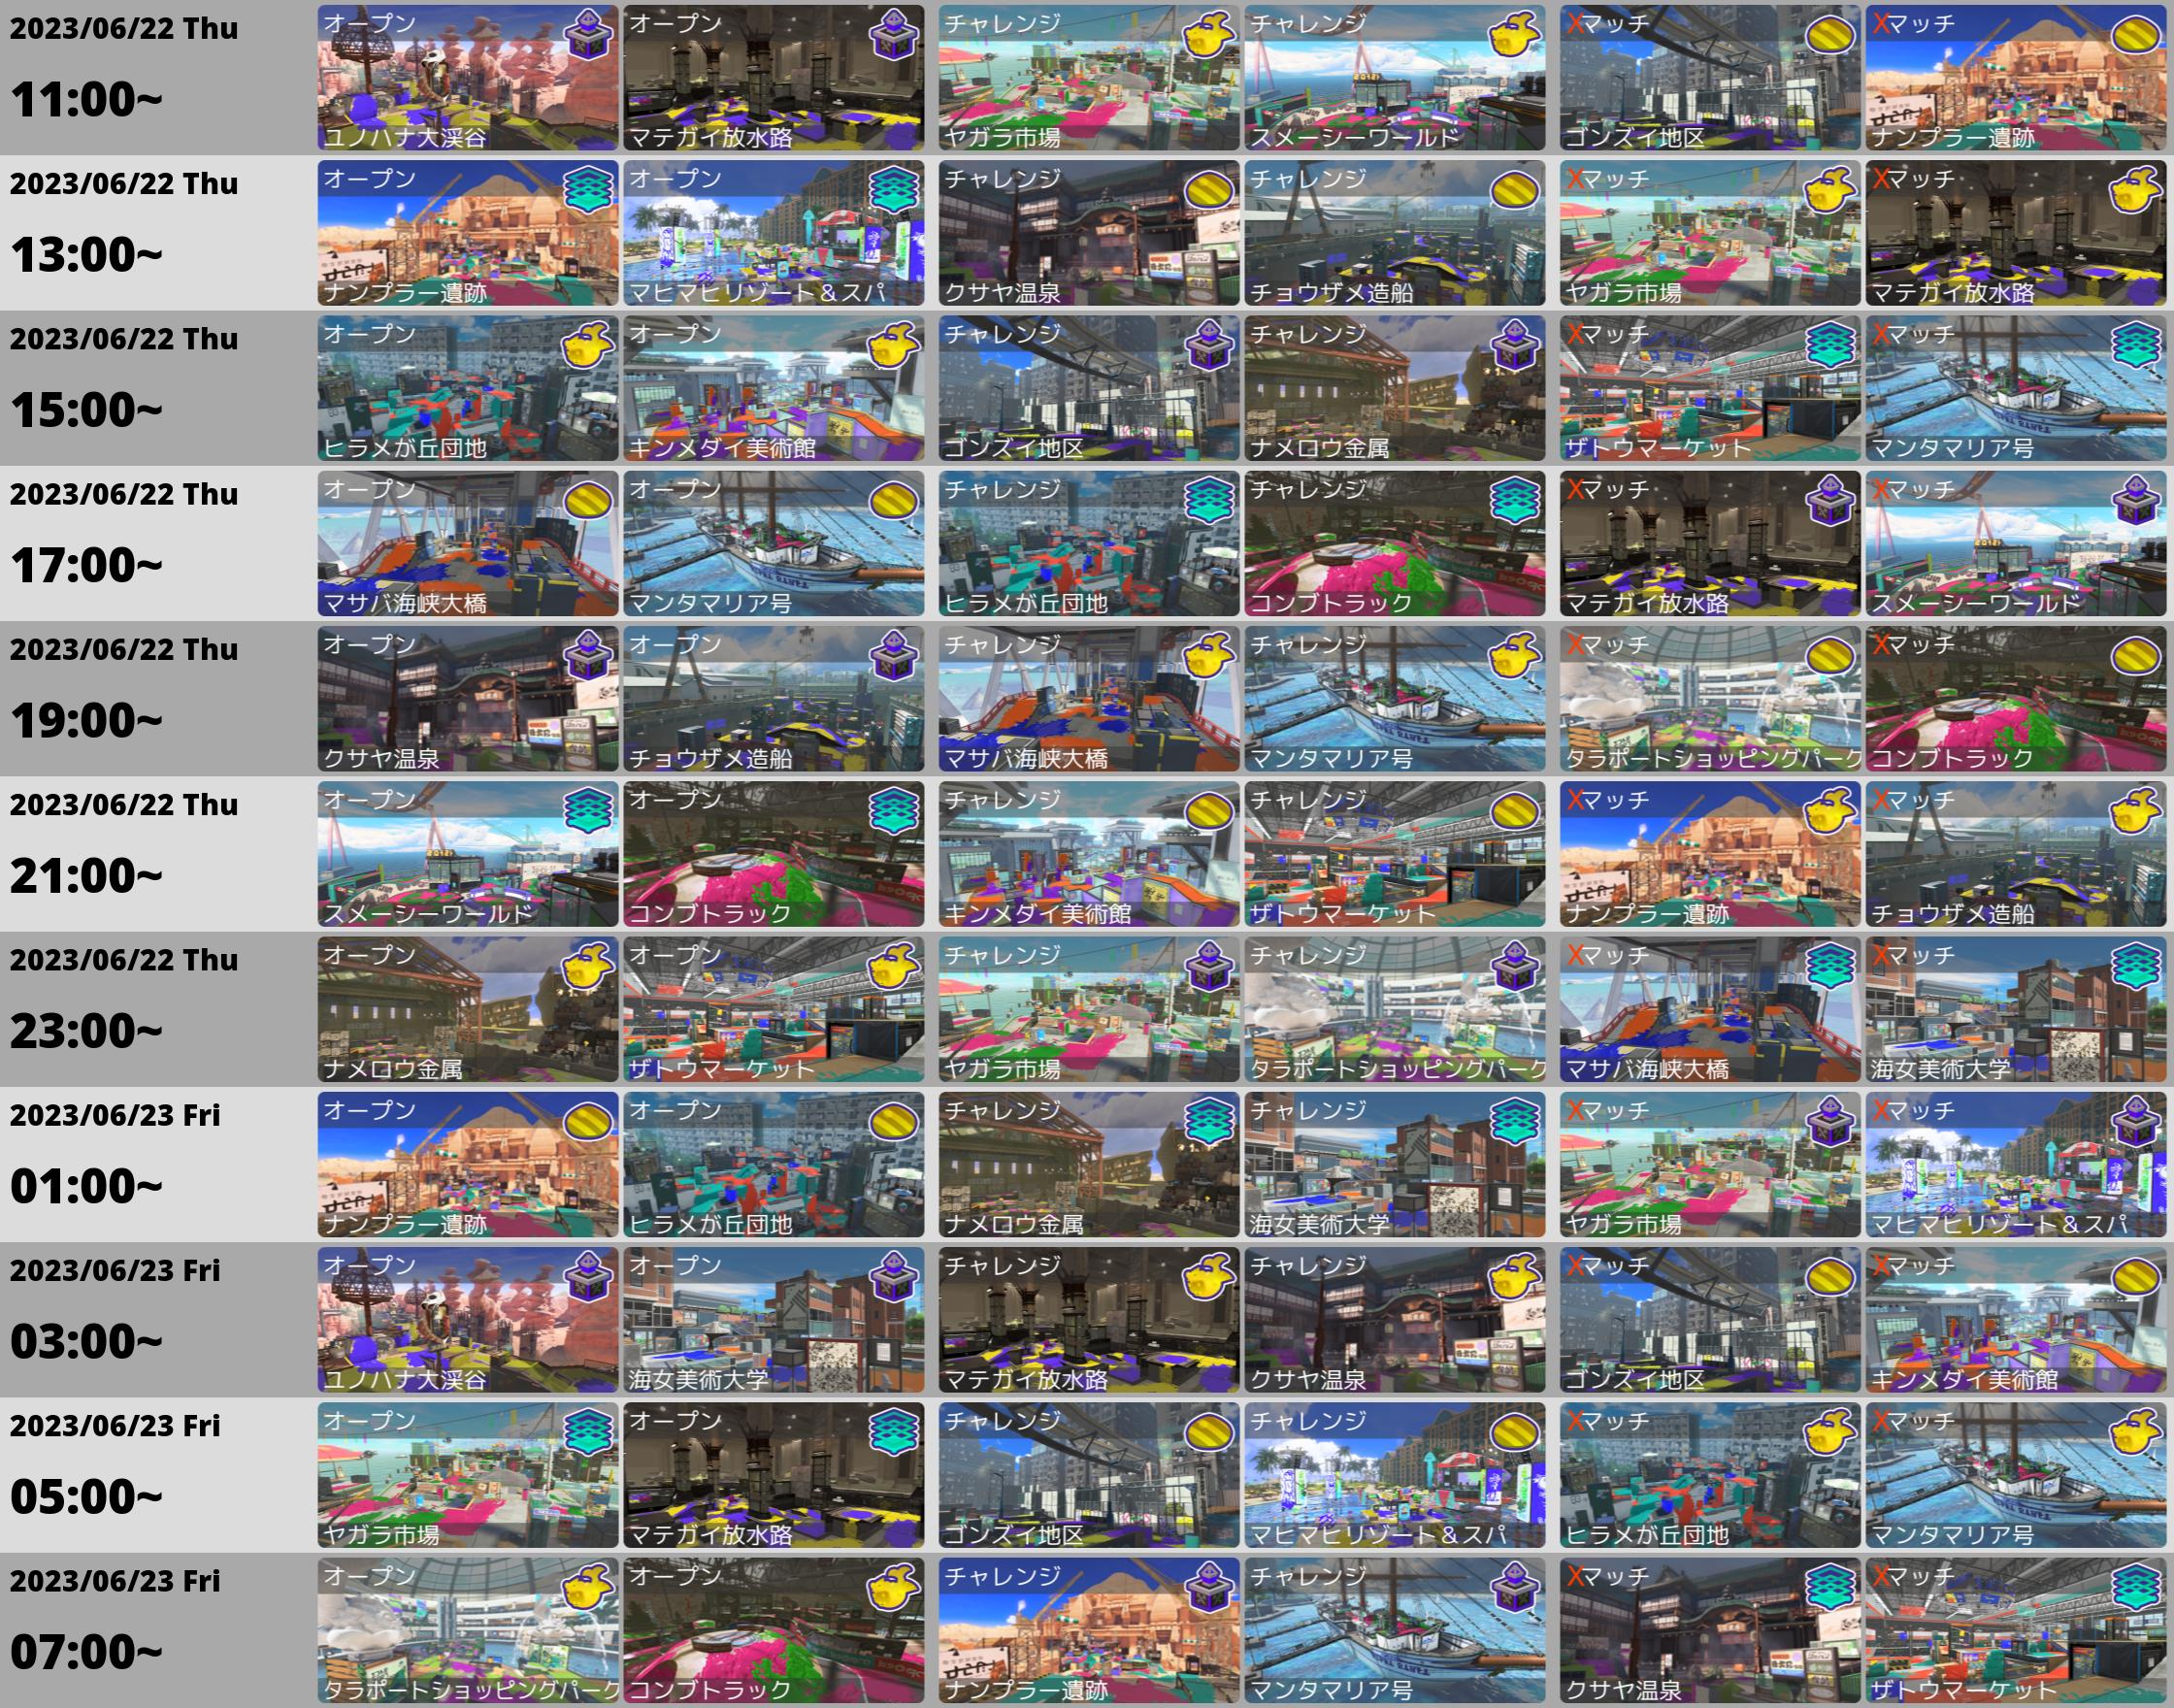 2023/06/22 Thu
11:00~
オープン
ユノハナ大渓谷
オープン
マテガイ放水路
チャレンジ
ヤガラ市場
チャレンジ
スメーシーワールド
Xマッチ
ゴンズイ地区
Xマッチ
ナンプラー遺跡
2023/06/22 Thu
13:00~
オープン
ナンプラー遺跡
オープン
マヒマヒリゾート&スパ
チャレンジ
クサヤ温泉
チャレンジ
チョウザメ造船
Xマッチ
ヤガラ市場
Xマッチ
マテガイ放水路
2023/06/22 Thu
15:00~
オープン
ヒラメが丘団地
オープン
キンメダイ美術館
チャレンジ
ゴンズイ地区
チャレンジ
ナメロウ金属
Xマッチ
ザトウマーケット
Xマッチ
マンタマリア号
2023/06/22 Thu
17:00~
オープン
マサバ海峡大橋
オープン
マンタマリア号
チャレンジ
ヒラメが丘団地
チャレンジ
コンブトラック
Xマッチ
マテガイ放水路
Xマッチ
スメーシーワールド
2023/06/22 Thu
19:00~
オープン
クサヤ温泉
オープン
チョウザメ造船
チャレンジ
マサバ海峡大橋
チャレンジ
マンタマリア号
Xマッチ
タラポートショッピングパーク
Xマッチ
コンブトラック
2023/06/22 Thu
21:00~
オープン
スメーシーワールド
オープン
コンブトラック
チャレンジ
キンメダイ美術館
チャレンジ
ザトウマーケット
Xマッチ
ナンプラー遺跡
Xマッチ
チョウザメ造船
2023/06/22 Thu
23:00~
オープン
ナメロウ金属
オープン
ザトウマーケット
チャレンジ
ヤガラ市場
チャレンジ
タラポートショッピングパーク
Xマッチ
マサバ海峡大橋
Xマッチ
海女美術大学
2023/06/23 Fri
01:00~
オープン
ナンプラー遺跡
オープン
ヒラメが丘団地
チャレンジ
ナメロウ金属
チャレンジ
海女美術大学
Xマッチ
ヤガラ市場
Xマッチ
マヒマヒリゾート&スパ
2023/06/23 Fri
03:00~
オープン
ユノハナ大渓谷
オープン
海女美術大学
チャレンジ
マテガイ放水路
チャレンジ
クサヤ温泉
Xマッチ
ゴンズイ地区
Xマッチ
キンメダイ美術館
2023/06/23 Fri
05:00~
オープン
ヤガラ市場
オープン
マテガイ放水路
チャレンジ
ゴンズイ地区
チャレンジ
マヒマヒリゾート&スパ
Xマッチ
ヒラメが丘団地
Xマッチ
マンタマリア号
2023/06/23 Fri
07:00~
オープン
タラポートショッピングパーク
オープン
コンブトラック
チャレンジ
ナンプラー遺跡
チャレンジ
マンタマリア号
Xマッチ
クサヤ温泉
Xマッチ
ザトウマーケット